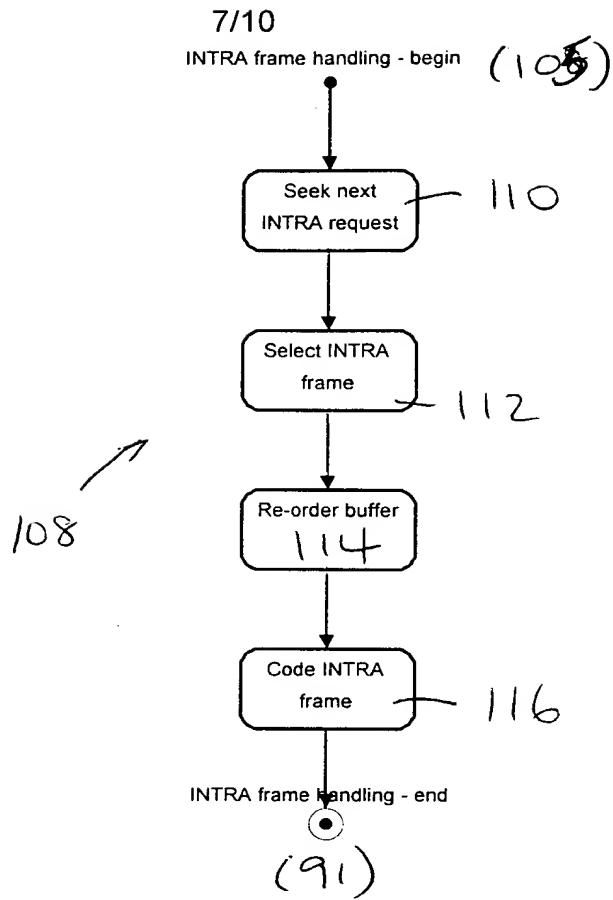 7/10
INTRA frame handling - begin (105)
Seek next
INTRA request
110
Select INTRA
frame
112
108
Re-order buffer
114
Code INTRA
frame
116
INTRA frame handling - end
(91)